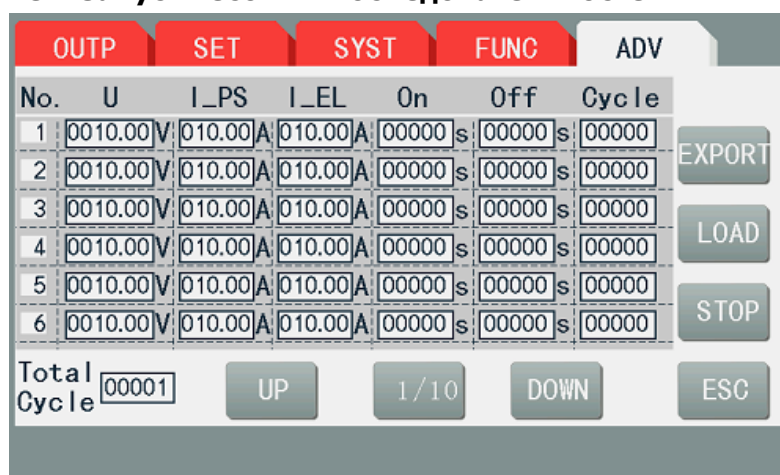 OUTP SET SYST FUNC ADV
No. U I_PS I_EL On Off Cycle
1 0010.00 V 010.00 A 010.00 A 00000 s 00000 s 00000
EXPORT
2 0010.00 V 010.00 A 010.00 A 00000 s 00000 s 00000
3 0010.00 V 010.00 A 010.00 A 00000 s 00000 s 00000
LOAD
4 0010.00 V 010.00 A 010.00 A 00000 s 00000 s 00000
5 0010.00 V 010.00 A 010.00 A 00000 s 00000 s 00000
STOP
6 0010.00 V 010.00 A 010.00 A 00000 s 00000 s 00000
Total
Cycle 00001 UP 1/10 DOWN ESC